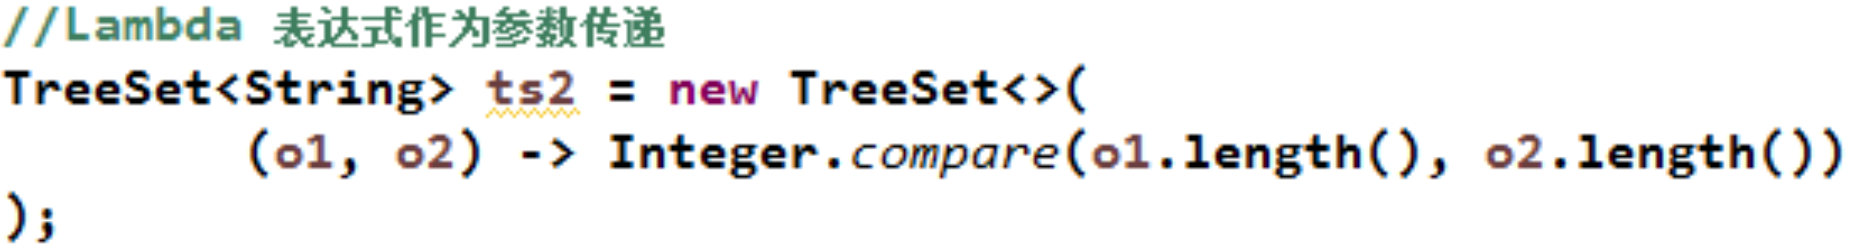 //Lambda 表达式作为参数传递
TreeSet<String> ts2 = new TreeSet<>(
(o1, o2) -> Integer.compare(o1.length(), o2.length())
);